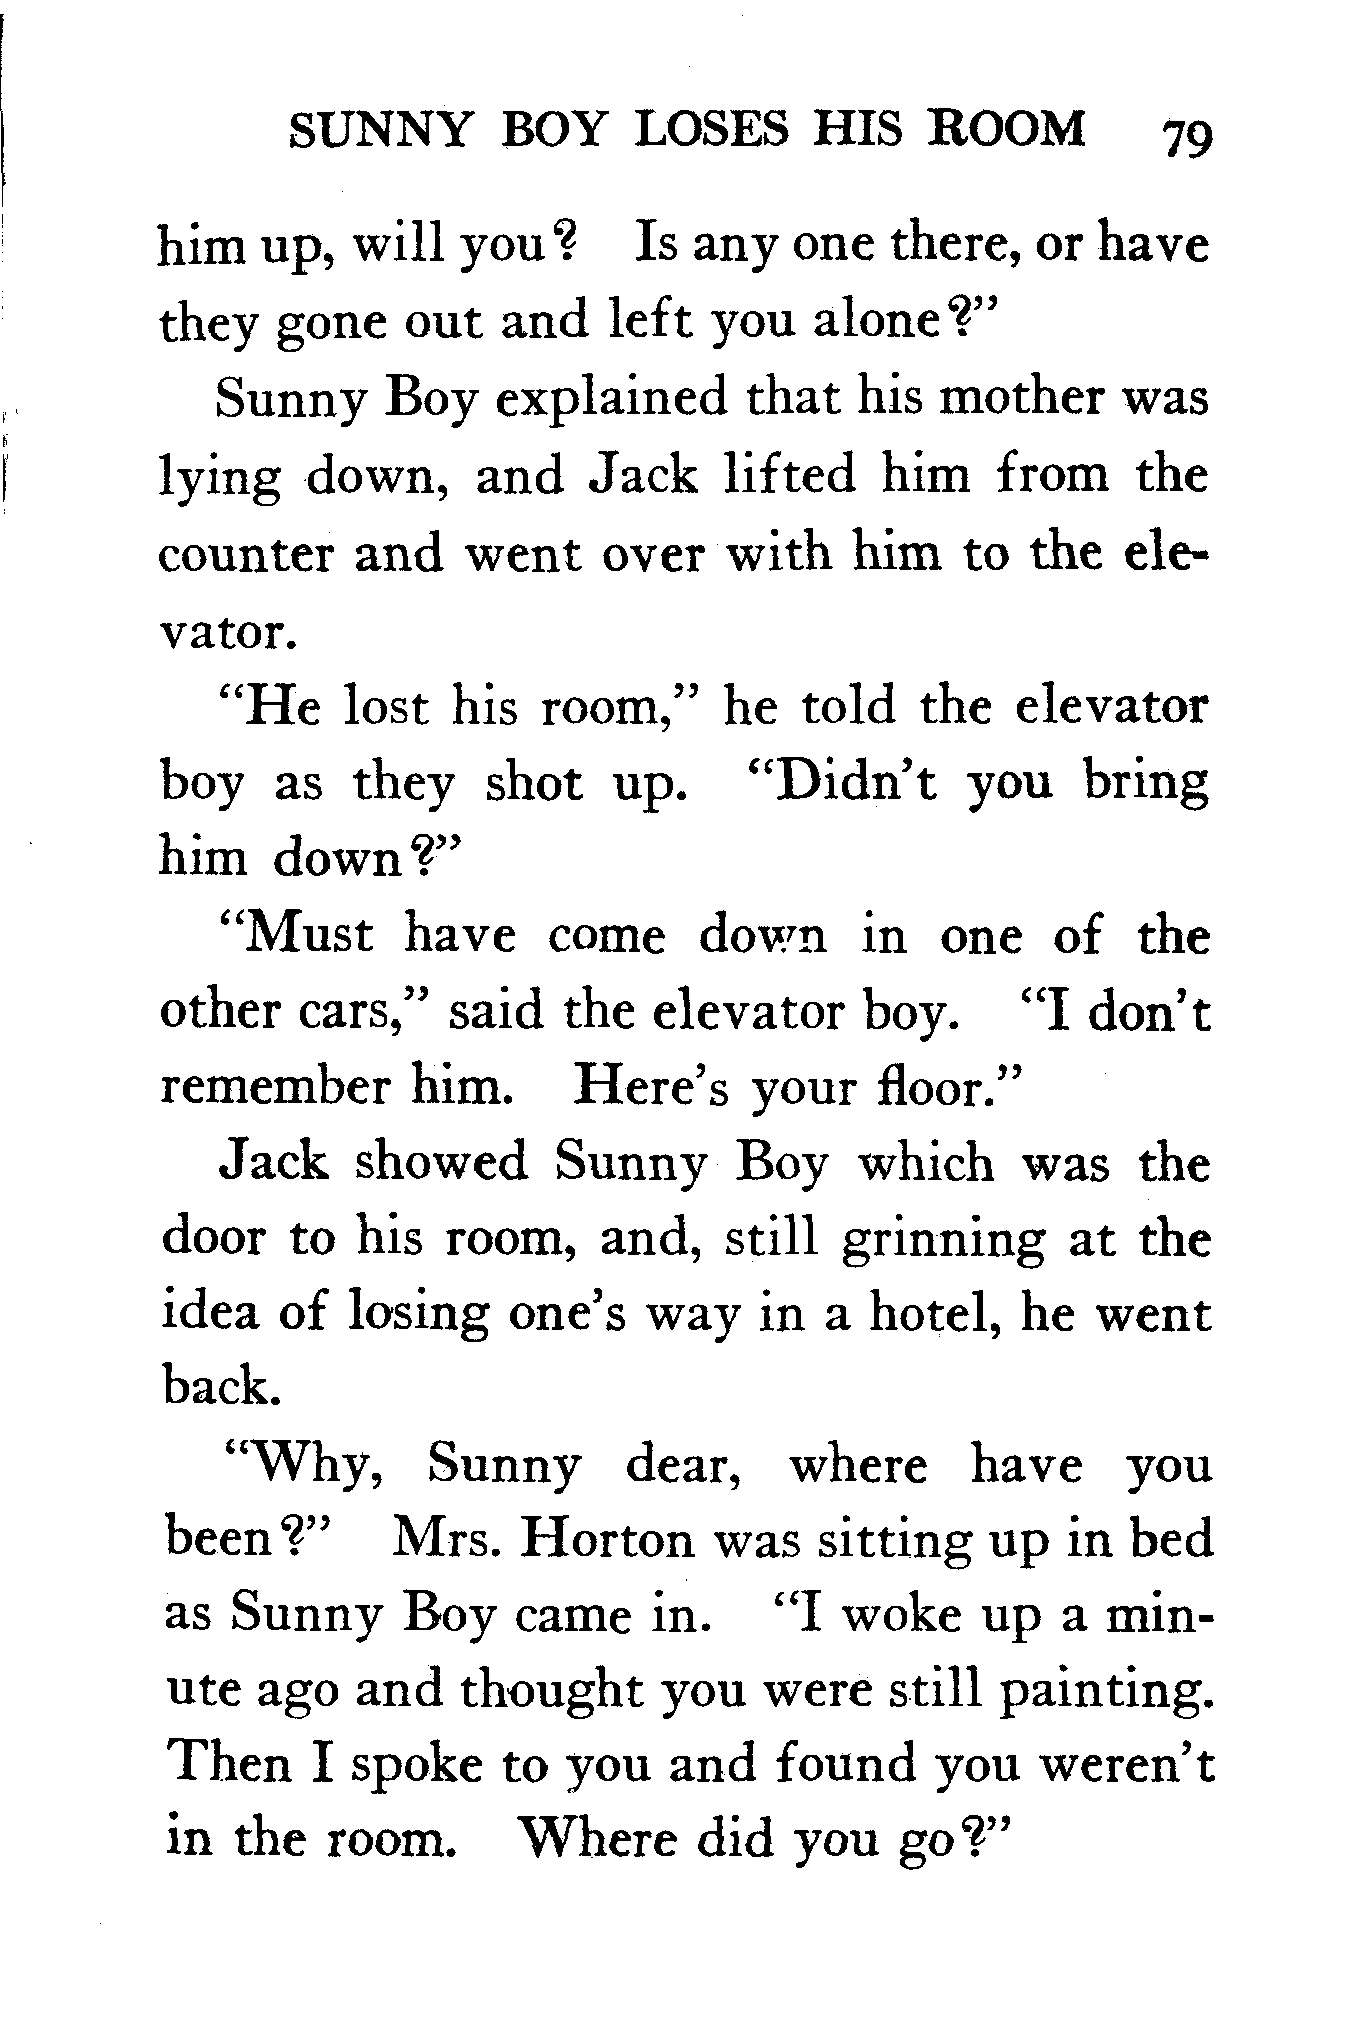 SUNNY BOY LOSES HIS ROOM 79
him up, will you? Is any one there, or have
they gone out and left you alone?”
Sunny Boy explained that his mother was
lying down, and Jack lifted him from the
counter and went over with him to the ele-
vator.
“He lost his room,” he told the elevator
boy as they shot up. “Didn’t you bring
him down?”
“Must have come down in one of the
other cars,” said the elevator boy. “I don’t
remember him. Here’s your floor.”
Jack showed Sunny Boy which was the
door to his room, and, still grinning at the
idea of losing one’s way in a hotel, he went
back.
“Why, Sunny dear, where have you
been?” Mrs. Horton was sitting up in bed
as Sunny Boy came in. “I woke up a min-
ute ago and thought you were still painting.
Then I spoke to you and found you weren’t
in the room. Where did you go?”